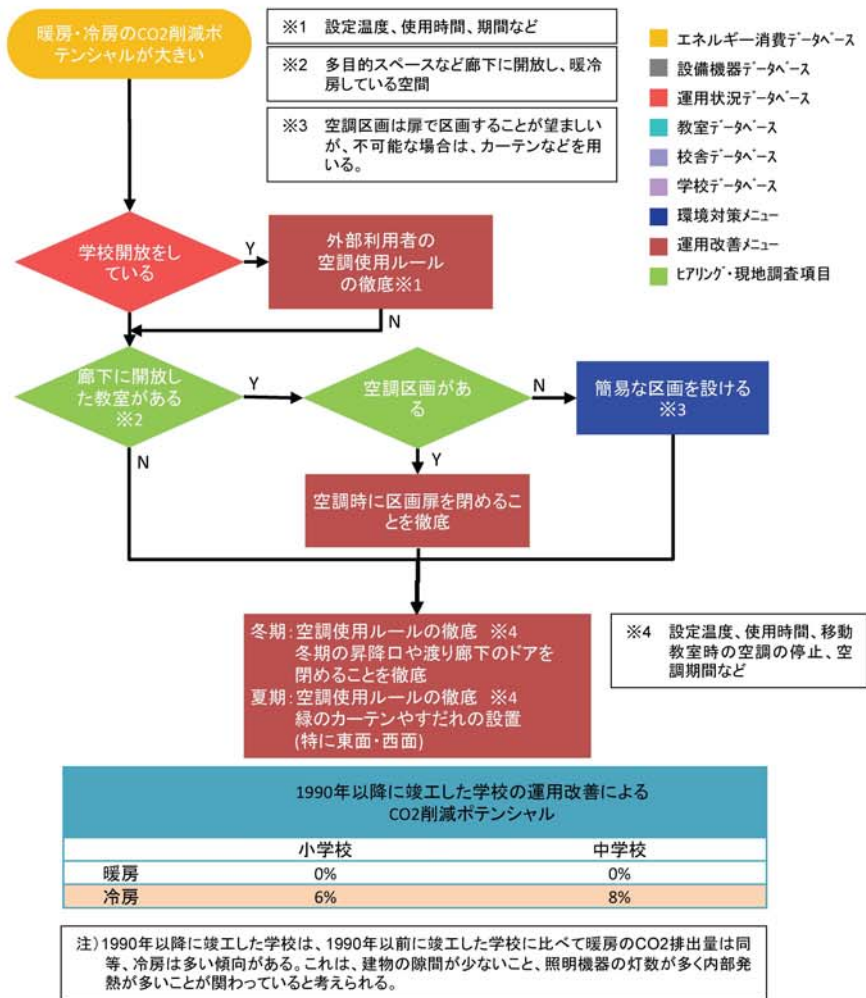 暖房・冷房のCO2削減ポ
テンシャルが大きい
※1 設定温度、使用時間、期間など
※2 多目的スペースなど廊下に開放し、暖冷
房している空間
※3 空調区画は扉で区画することが望ましい
が、不可能な場合は、カーテンなどを用
いる。
エネルギー消費データベース
設備機器データベース
運用状況データベース
教室データベース
校舎データベース
学校データベース
環境対策メニュー
運用改善メニュー
ヒアリング・現地調査項目
学校開放をし
ている
Y
外部利用者の
空調使用ルール
の徹底※1
N
廊下に開放し
た教室がある
※2
Y
空調区画があ
る
N
簡易な区画を設ける
※3
N
Y
空調時に区画扉を閉めるこ
とを徹底
冬期:空調使用ルールの徹底 ※4
冬期の昇降口や渡り廊下のドアを
閉めることを徹底
夏期:空調使用ルールの徹底 ※4
緑のカーテンやすだれの設置
(特に東面・西面)
※4 設定温度、使用時間、移動
教室時の空調の停止、空
調期間など
1990年以降に竣工した学校の運用改善による
CO2削減ポテンシャル
小学校 中学校
暖房 0% 0%
冷房 6% 8%
注)1990年以降に竣工した学校は、1990年以前に竣工した学校に比べて暖房のCO2排出量は同
等、冷房は多い傾向がある。これは、建物の隙間が少ないこと、照明機器の灯数が多く内部発
熱が多いことが関わっていると考えられる。